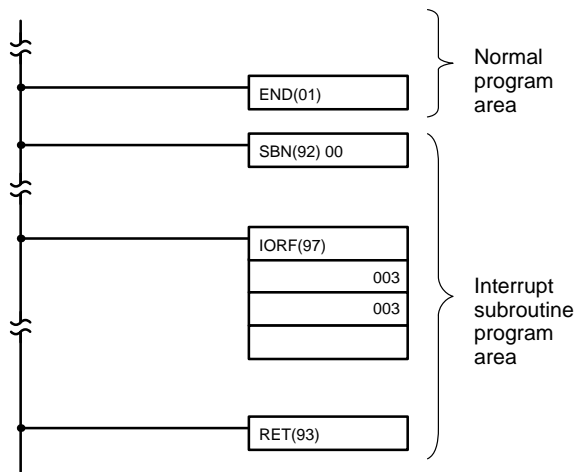 Normal
program
area
END(01)
SBN(92) 00
IORF(97)
003
003
Interrupt
subroutine
program
area
RET(93)